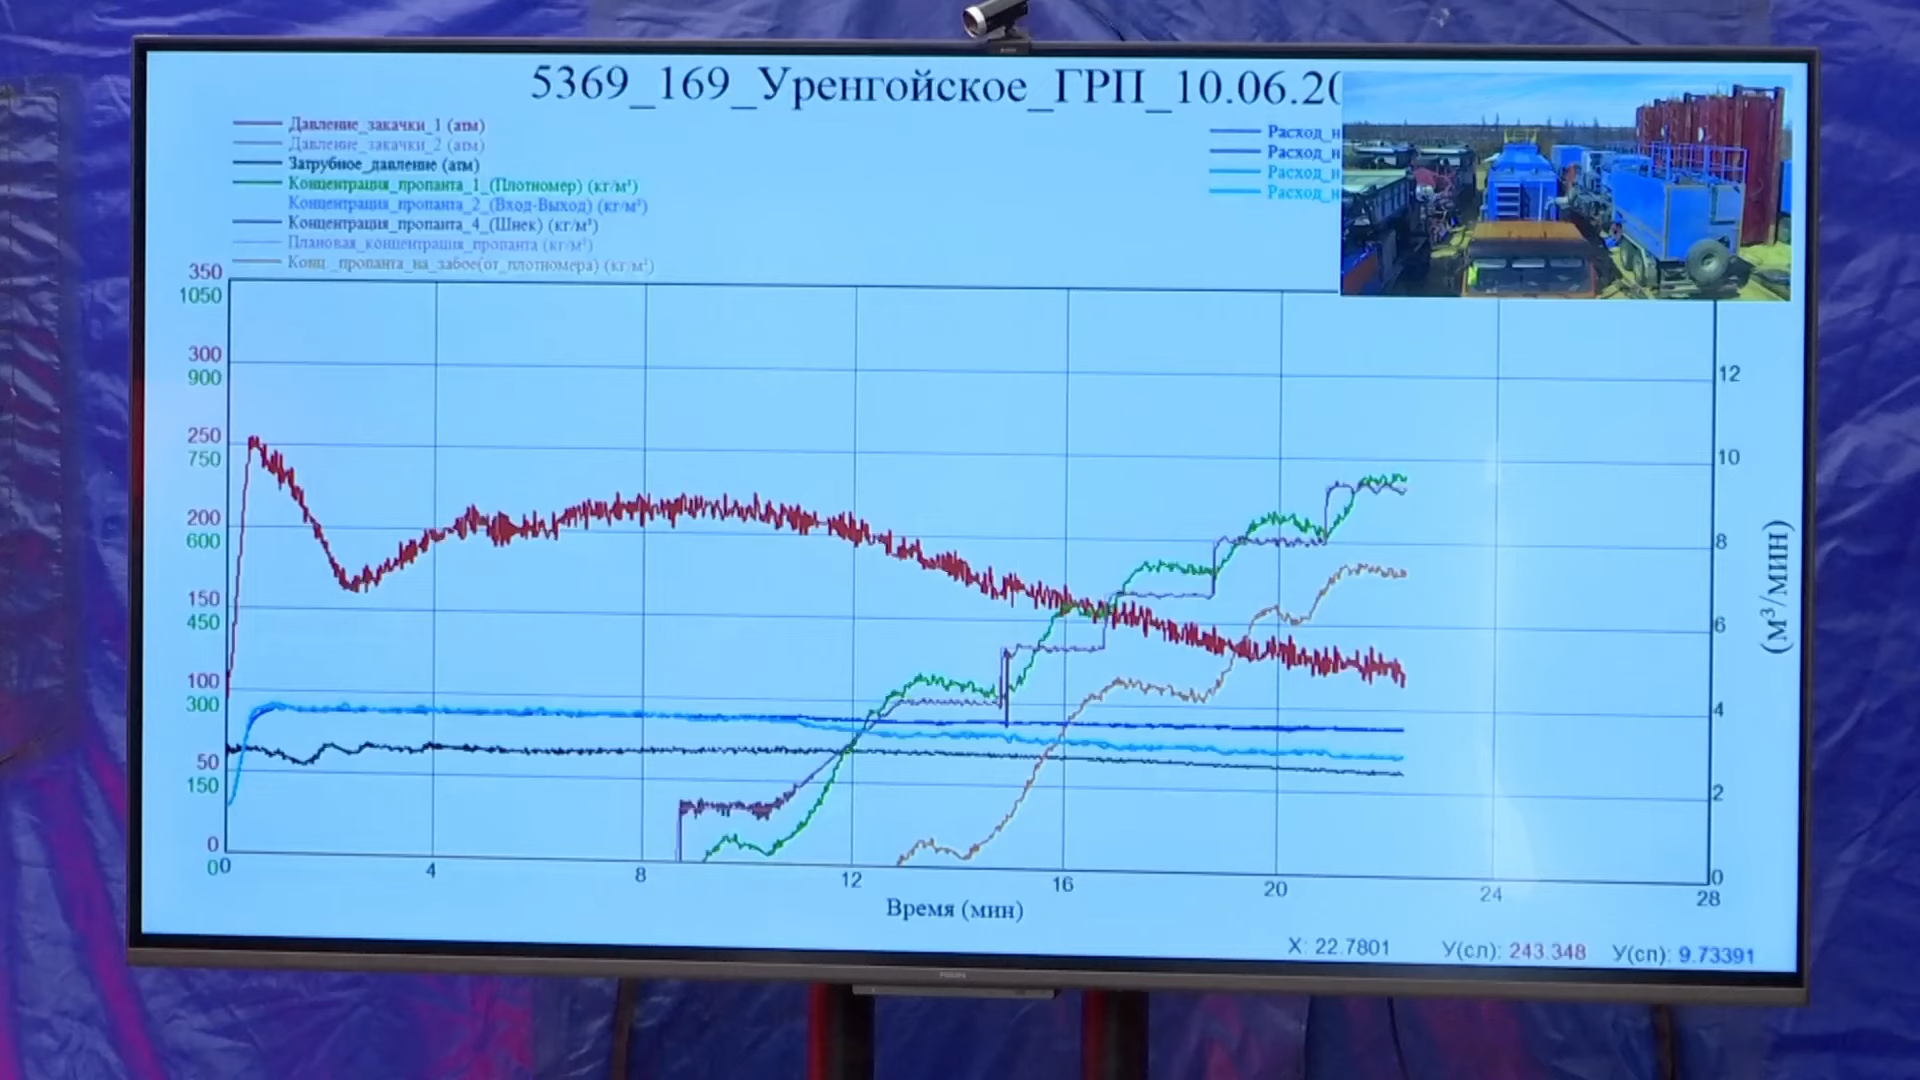 5369_169_Уренгойское_ГРП_10.06.20
Давление_закачки_1 (атм)
Давление_закачки_2 (атм)
Затрубное_давление (атм)
Концентрация_пропанта_1_(Плотномер) (кг/м³)
Концентрация_пропанта_2_(Вход-Выход) (кг/м³)
Концентрация_пропанта_4_(Шнек) (кг/м³)
Плановая_концентрация_пропанта (кг/м³)
Конц_пропанта_на_забое(от_плотномера) (кг/м³)
Расход_н
Расход_н
Расход_н
Расход_н
350
1050
300
900
250
750
200
600
150
450
100
300
50
150
0
0
12
10
8
6
4
2
0
(м³/мин)
0 4 8 12 16 20 24 28
Время (мин)
X: 22.7801 У(сл): 243.348 У(сп): 9.73391
PHILIPS